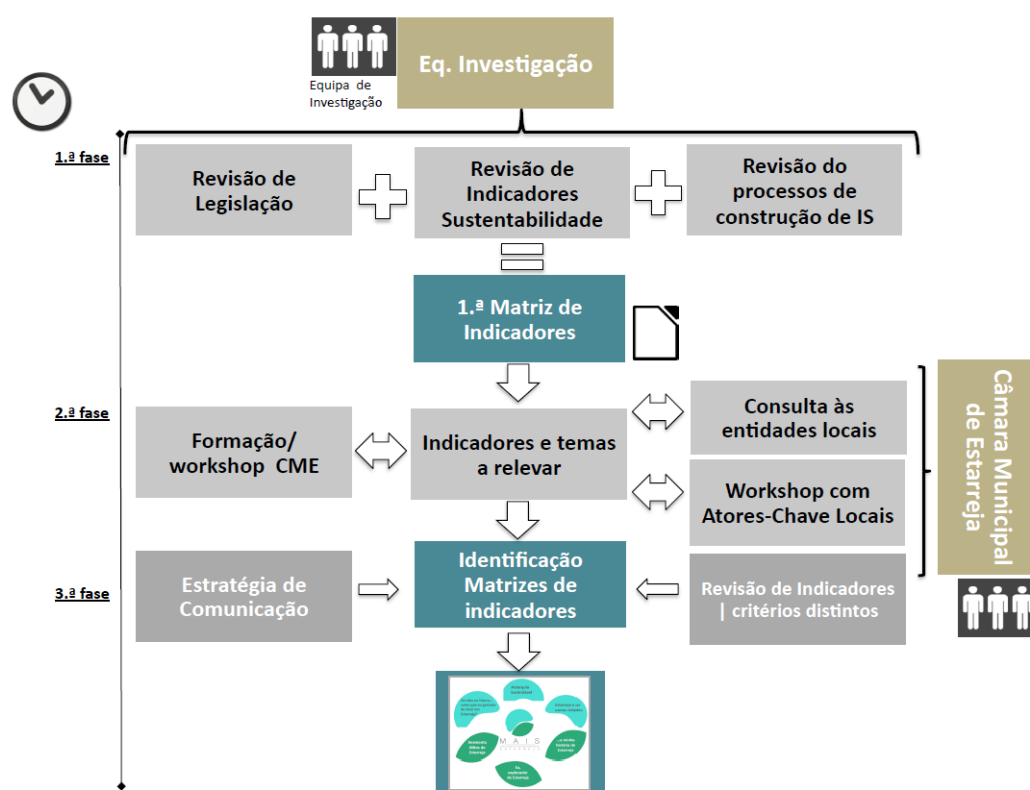 Eq. Investigação
Equipa de
Investigação
1.ª fase
Revisão de
Legislação
Revisão de
Indicadores
Sustentabilidade
Revisão do
processos de
construção de IS
1.ª Matriz de
Indicadores
2.ª fase
Formação/
workshop CME
Indicadores e temas
a relevar
Consulta às
entidades locais
Workshop com
Atores-Chave Locais
Câmara Municipal
de Estarreja
3.ª fase
Estratégia de
Comunicação
Identificação
Matrizes de
indicadores
Revisão de Indicadores
| critérios distintos
MAIS